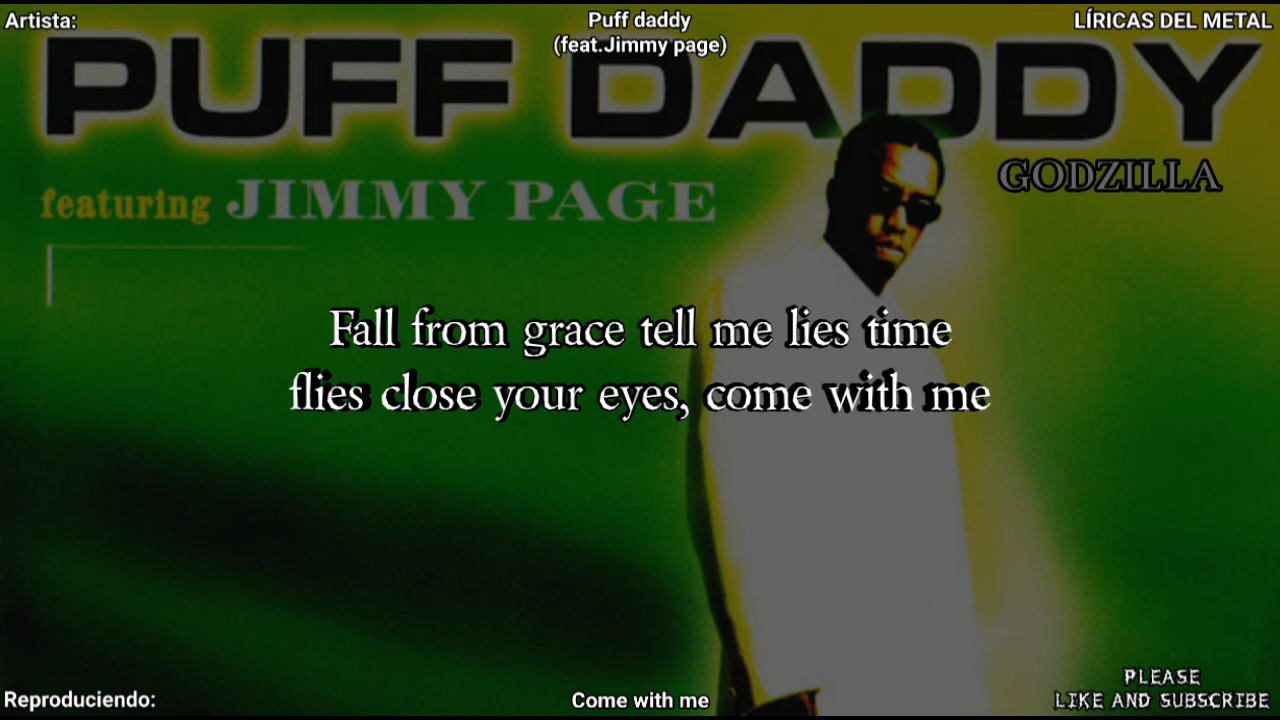 Artista:
Puff daddy
(feat.Jimmy page)
LÍRICAS DEL METAL
PUFF DADDY
GODZILLA
featuring JIMMY PAGE
Fall from grace tell me lies time
flies close your eyes, come with me
PLEASE
LIKE AND SUBSCRIBE
Reproduciendo:
Come with me